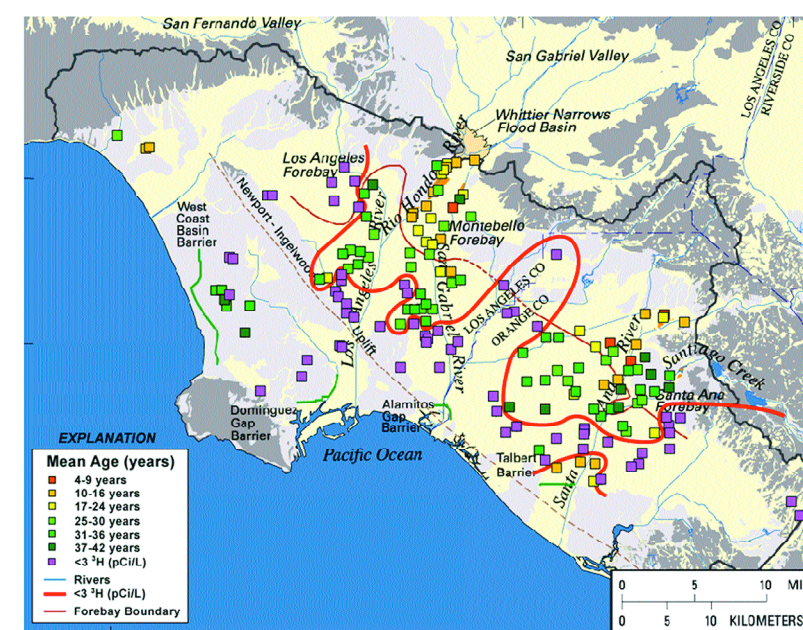 San Fernando Valley
San Gabriel Valley
LOS ANGELES CO
RIVERSIDE CO
Whittier Narrows
Flood Basin
River
Rio Hondo
Los Angeles
Forebay
River
West
Coast
Basin
Barrier
Newport - Inglewood
Uplift
Montebello
Forebay
San Gabriel River
Los Angeles
LOS ANGELES CO
ORANGE CO
River
Santiago Creek
Ana
Santa Ana
Forebay
Dominguez
Gap
Barrier
Alamitos
Gap
Barrier
Pacific Ocean
Talbert
Barrier
Santa
EXPLANATION
Mean Age (years)
4-9 years
10-16 years
17-24 years
25-30 years
31-36 years
37-42 years
<3 ³H (pCi/L)
Rivers
<3 ³H (pCi/L)
Forebay Boundary
0 5 10 MI
0 5 10 KILOMETERS